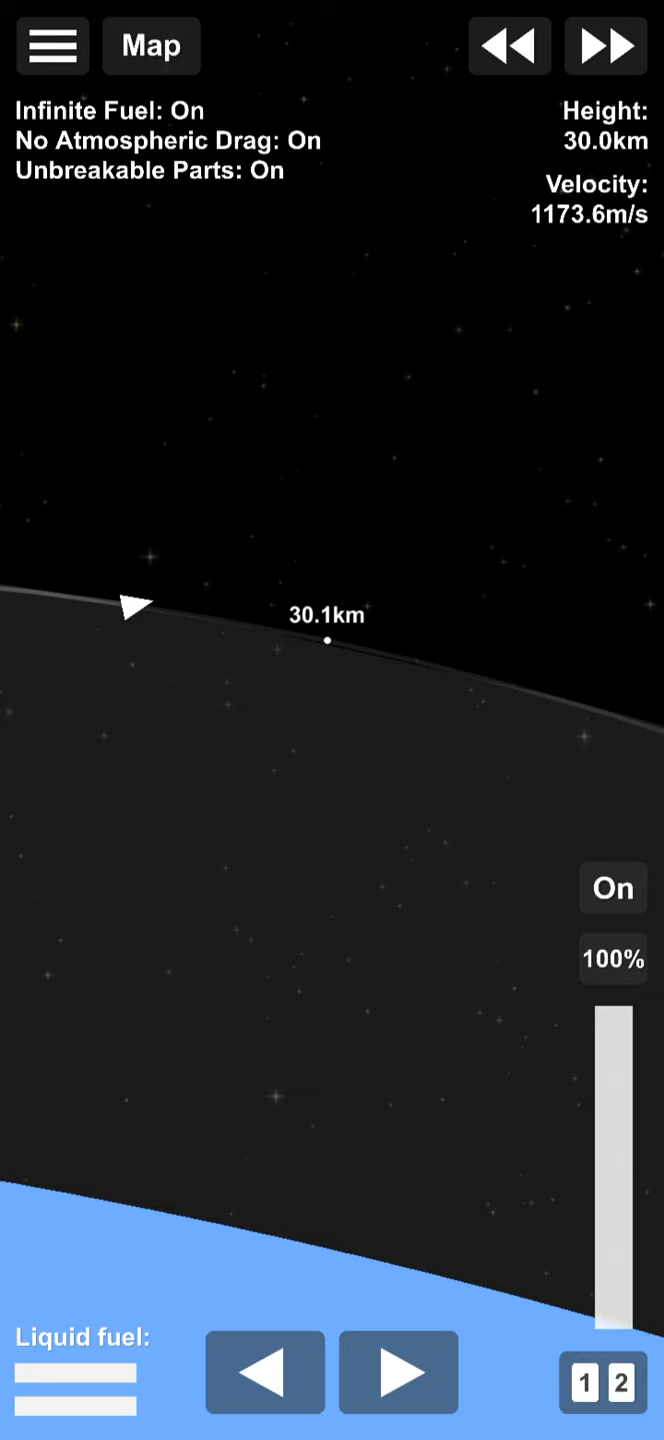 Map
Infinite Fuel: On
No Atmospheric Drag: On
Unbreakable Parts: On
Height:
30.0km
Velocity:
1173.6m/s
30.1km
On
100%
Liquid fuel:
1 2